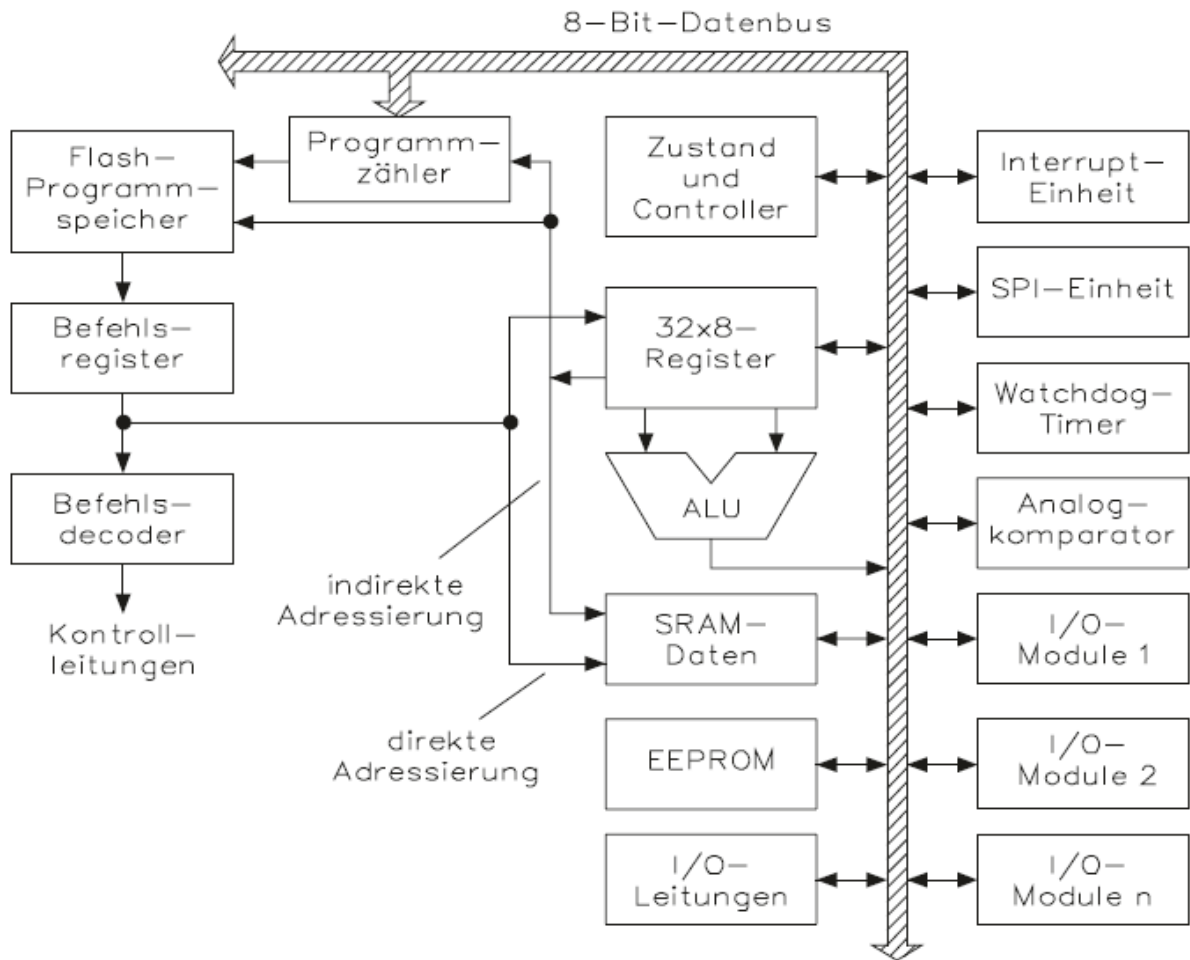 8-Bit-Datenbus
Flash-
Programm-
speicher
Programm-
zähler
Zustand
und
Controller
Interrupt-
Einheit
Befehls-
register
32x8-
Register
SPI-Einheit
Watchdog-
Timer
Befehls-
decoder
ALU
Analog-
komparator
indirekte
Adressierung
Kontroll-
leitungen
SRAM-
Daten
I/O-
Module 1
direkte
Adressierung
EEPROM
I/O-
Module 2
I/O-
Leitungen
I/O-
Module n